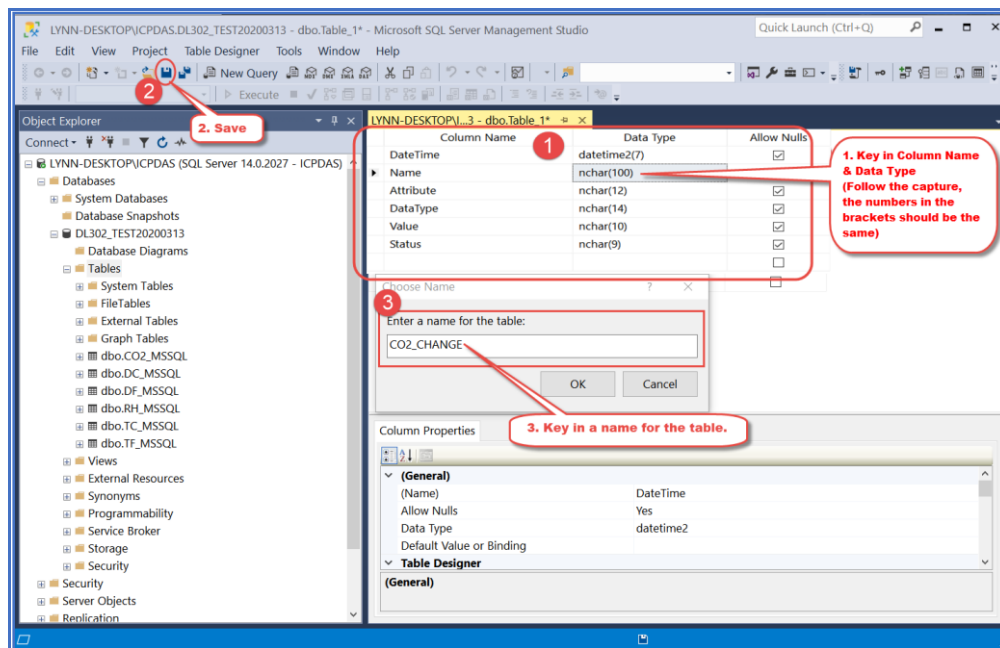 LYNN-DESKTOP\ICPDAS.DL302_TEST20200313 - dbo.Table_1* - Microsoft SQL Server Management Studio
Quick Launch (Ctrl+Q)
File Edit View Project Table Designer Tools Window Help
New Query
Execute
2
2. Save
Object Explorer
Connect
LYNN-DESKTOP\ICPDAS (SQL Server 14.0.2027 - ICPDAS)
Databases
System Databases
Database Snapshots
DL302_TEST20200313
Database Diagrams
Tables
System Tables
FileTables
External Tables
Graph Tables
dbo.CO2_MSSQL
dbo.DC_MSSQL
dbo.DF_MSSQL
dbo.RH_MSSQL
dbo.TC_MSSQL
dbo.TF_MSSQL
Views
External Resources
Synonyms
Programmability
Service Broker
Storage
Security
Security
Server Objects
Replication
LYNN-DESKTOP\I...3 - dbo.Table_1*
Column Name Data Type Allow Nulls
1
DateTime datetime2(7)
Name nchar(100)
Attribute nchar(12)
DataType nchar(14)
Value nchar(10)
Status nchar(9)
1. Key in Column Name
& Data Type
(Follow the capture,
the numbers in the
brackets should be the
same)
Choose Name ?
3
Enter a name for the table:
CO2_CHANGE
OK Cancel
3. Key in a name for the table.
Column Properties
(General)
(Name) DateTime
Allow Nulls Yes
Data Type datetime2
Default Value or Binding
Table Designer
(General)